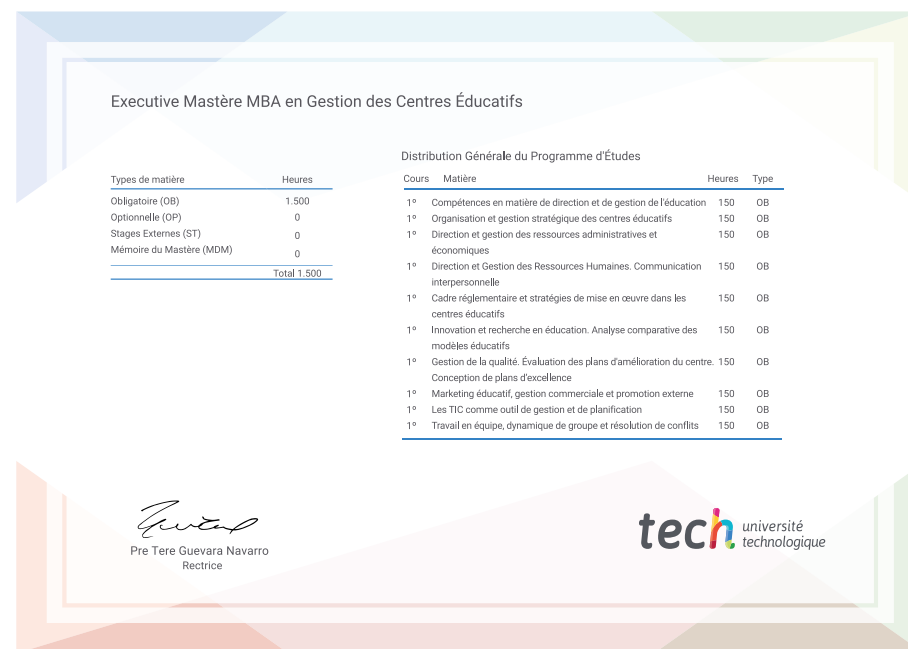 Executive Mastère MBA en Gestion des Centres Éducatifs
Types de matière Heures
Obligatoire (OB) 1.500
Optionnelle (OP) 0
Stages Externes (ST) 0
Mémoire du Mastère (MDM) 0
Total 1.500
Distribution Générale du Programme d'Études
Cours Matière Heures Type
1º Compétences en matière de direction et de gestion de l'éducation 150 OB
1º Organisation et gestion stratégique des centres éducatifs 150 OB
1º Direction et gestion des ressources administratives et 150 OB
économiques
1º Direction et Gestion des Ressources Humaines. Communication 150 OB
interpersonnelle
1º Cadre réglementaire et stratégies de mise en œuvre dans les 150 OB
centres éducatifs
1º Innovation et recherche en éducation. Analyse comparative des 150 OB
modèles éducatifs
1º Gestion de la qualité. Évaluation des plans d'amélioration du centre. 150 OB
Conception de plans d'excellence
1º Marketing éducatif, gestion commerciale et promotion externe 150 OB
1º Les TIC comme outil de gestion et de planification 150 OB
1º Travail en équipe, dynamique de groupe et résolution de conflits 150 OB
Pre Tere Guevara Navarro
Rectrice
tech université
technologique